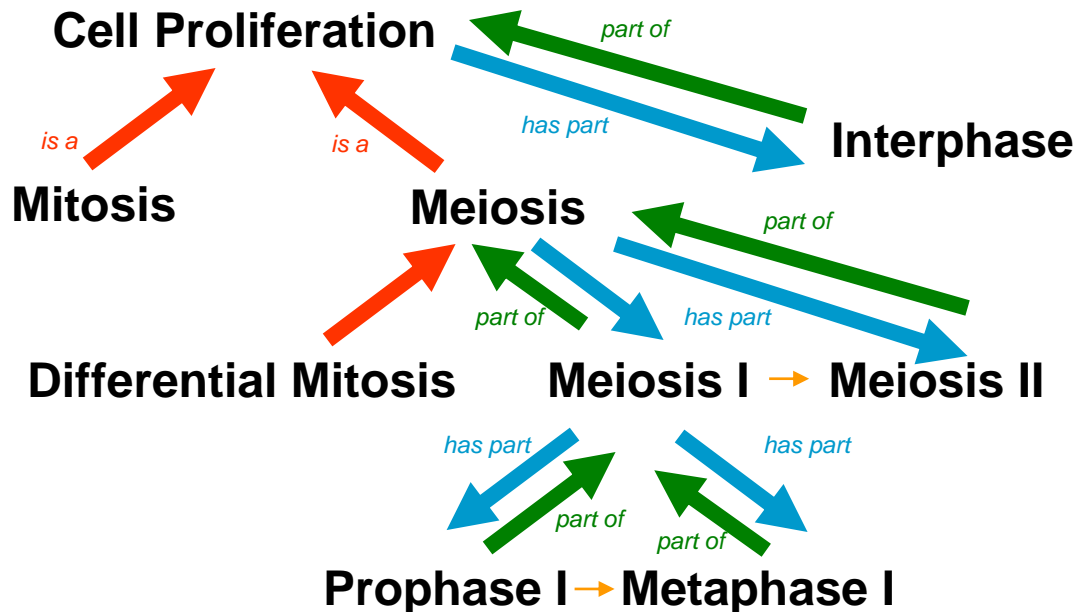 Cell Proliferation
part of
is a
is a
has part
Interphase
Mitosis
Meiosis
part of
part of
has part
Differential Mitosis
Meiosis I
Meiosis II
has part
has part
part of
part of
Prophase I
Metaphase I